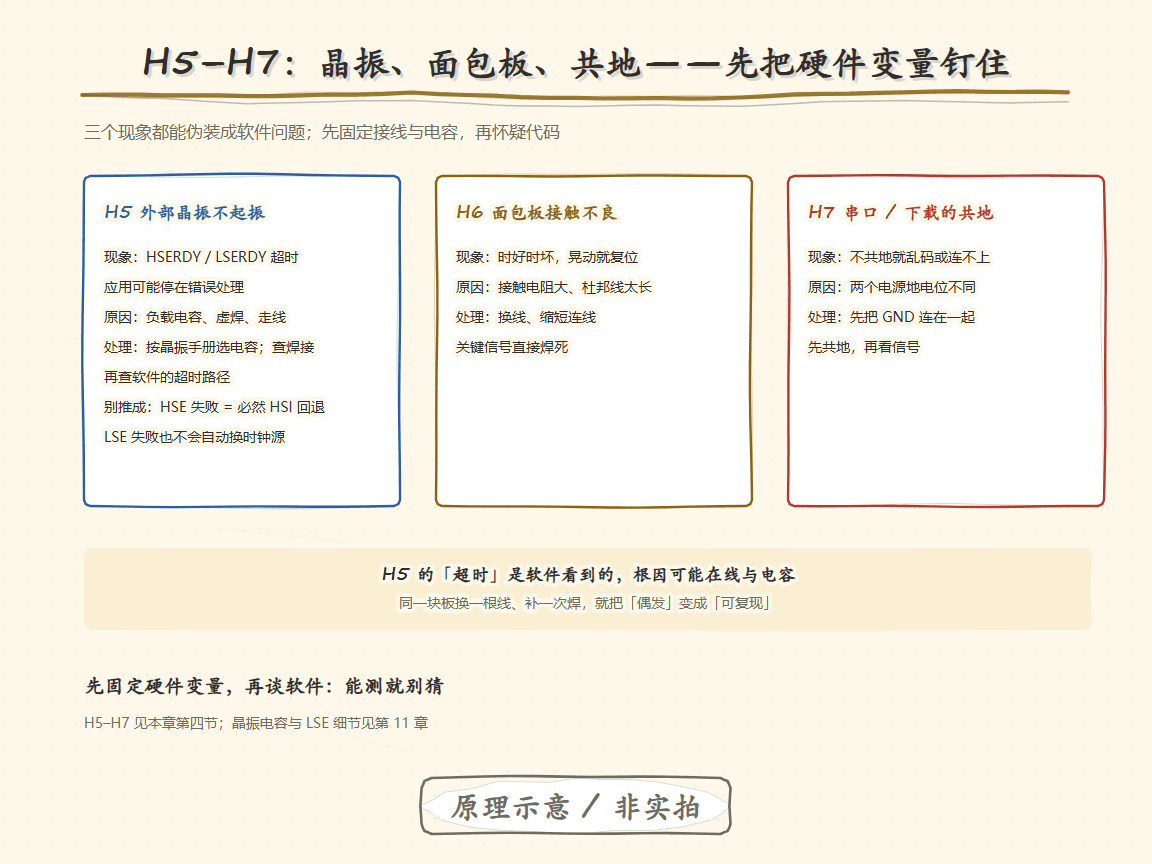 H5–H7：晶振、面包板、共地——先把硬件变量钉住
三个现象都能伪装成软件问题；先固定接线与电容，再怀疑代码
H5 外部晶振不起振
现象：HSERDY / LSERDY 超时
应用可能停在错误处理
原因：负载电容、虚焊、走线
处理：按晶振手册选电容；查焊接
再查软件的超时路径
别推成：HSE 失败 = 必然 HSI 回退
LSE 失败也不会自动换时钟源
H6 面包板接触不良
现象：时好时坏，晃动就复位
原因：接触电阻大、杜邦线太长
处理：换线、缩短连线
关键信号直接焊死
H7 串口 / 下载的共地
现象：不共地就乱码或连不上
原因：两个电源地电位不同
处理：先把 GND 连在一起
先共地，再看信号
H5 的「超时」是软件看到的，根因可能在线与电容
同一块板换一根线、补一次焊，就把「偶发」变成「可复现」
先固定硬件变量，再谈软件：能测就别猜
H5–H7 见本章第四节；晶振电容与 LSE 细节见第 11 章
原理示意 / 非实拍